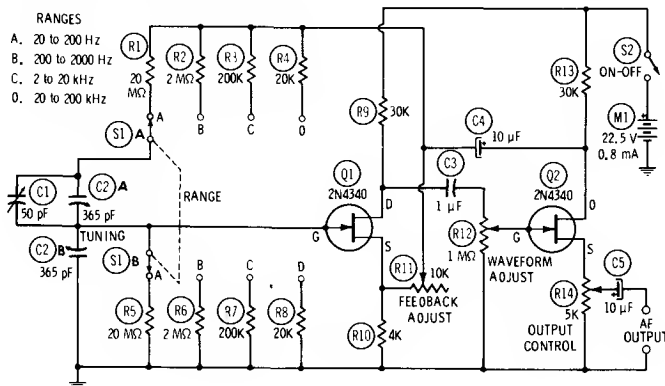 RANGES
A. 20 to 200 Hz
B. 200 to 2000 Hz
C. 2 to 20 kHz
0. 20 to 200 kHz
R1
20
MΩ
R2
2 MΩ
R3
200K
R4
20K
A
B
C
O
S1
A
RANGE
C1
50 pF
C2 A
365 pF
TUNING
C2 B
365 pF
S1
B
A
B
C
D
R5
20 MΩ
R6
2 MΩ
R7
200K
R8
20K
R9
30K
C4
10 µF
Q1
2N4340
G
D
S
C3
1 µF
R11
10K
FEEDBACK
ADJUST
R10
4K
R12
1 MΩ
WAVEFORM
ADJUST
Q2
2N4340
G
O
S
R13
30K
S2
ON-OFF
M1
22.5 V
0.8 mA
R14
5K
OUTPUT
CONTROL
C5
10 µF
AF
OUTPUT